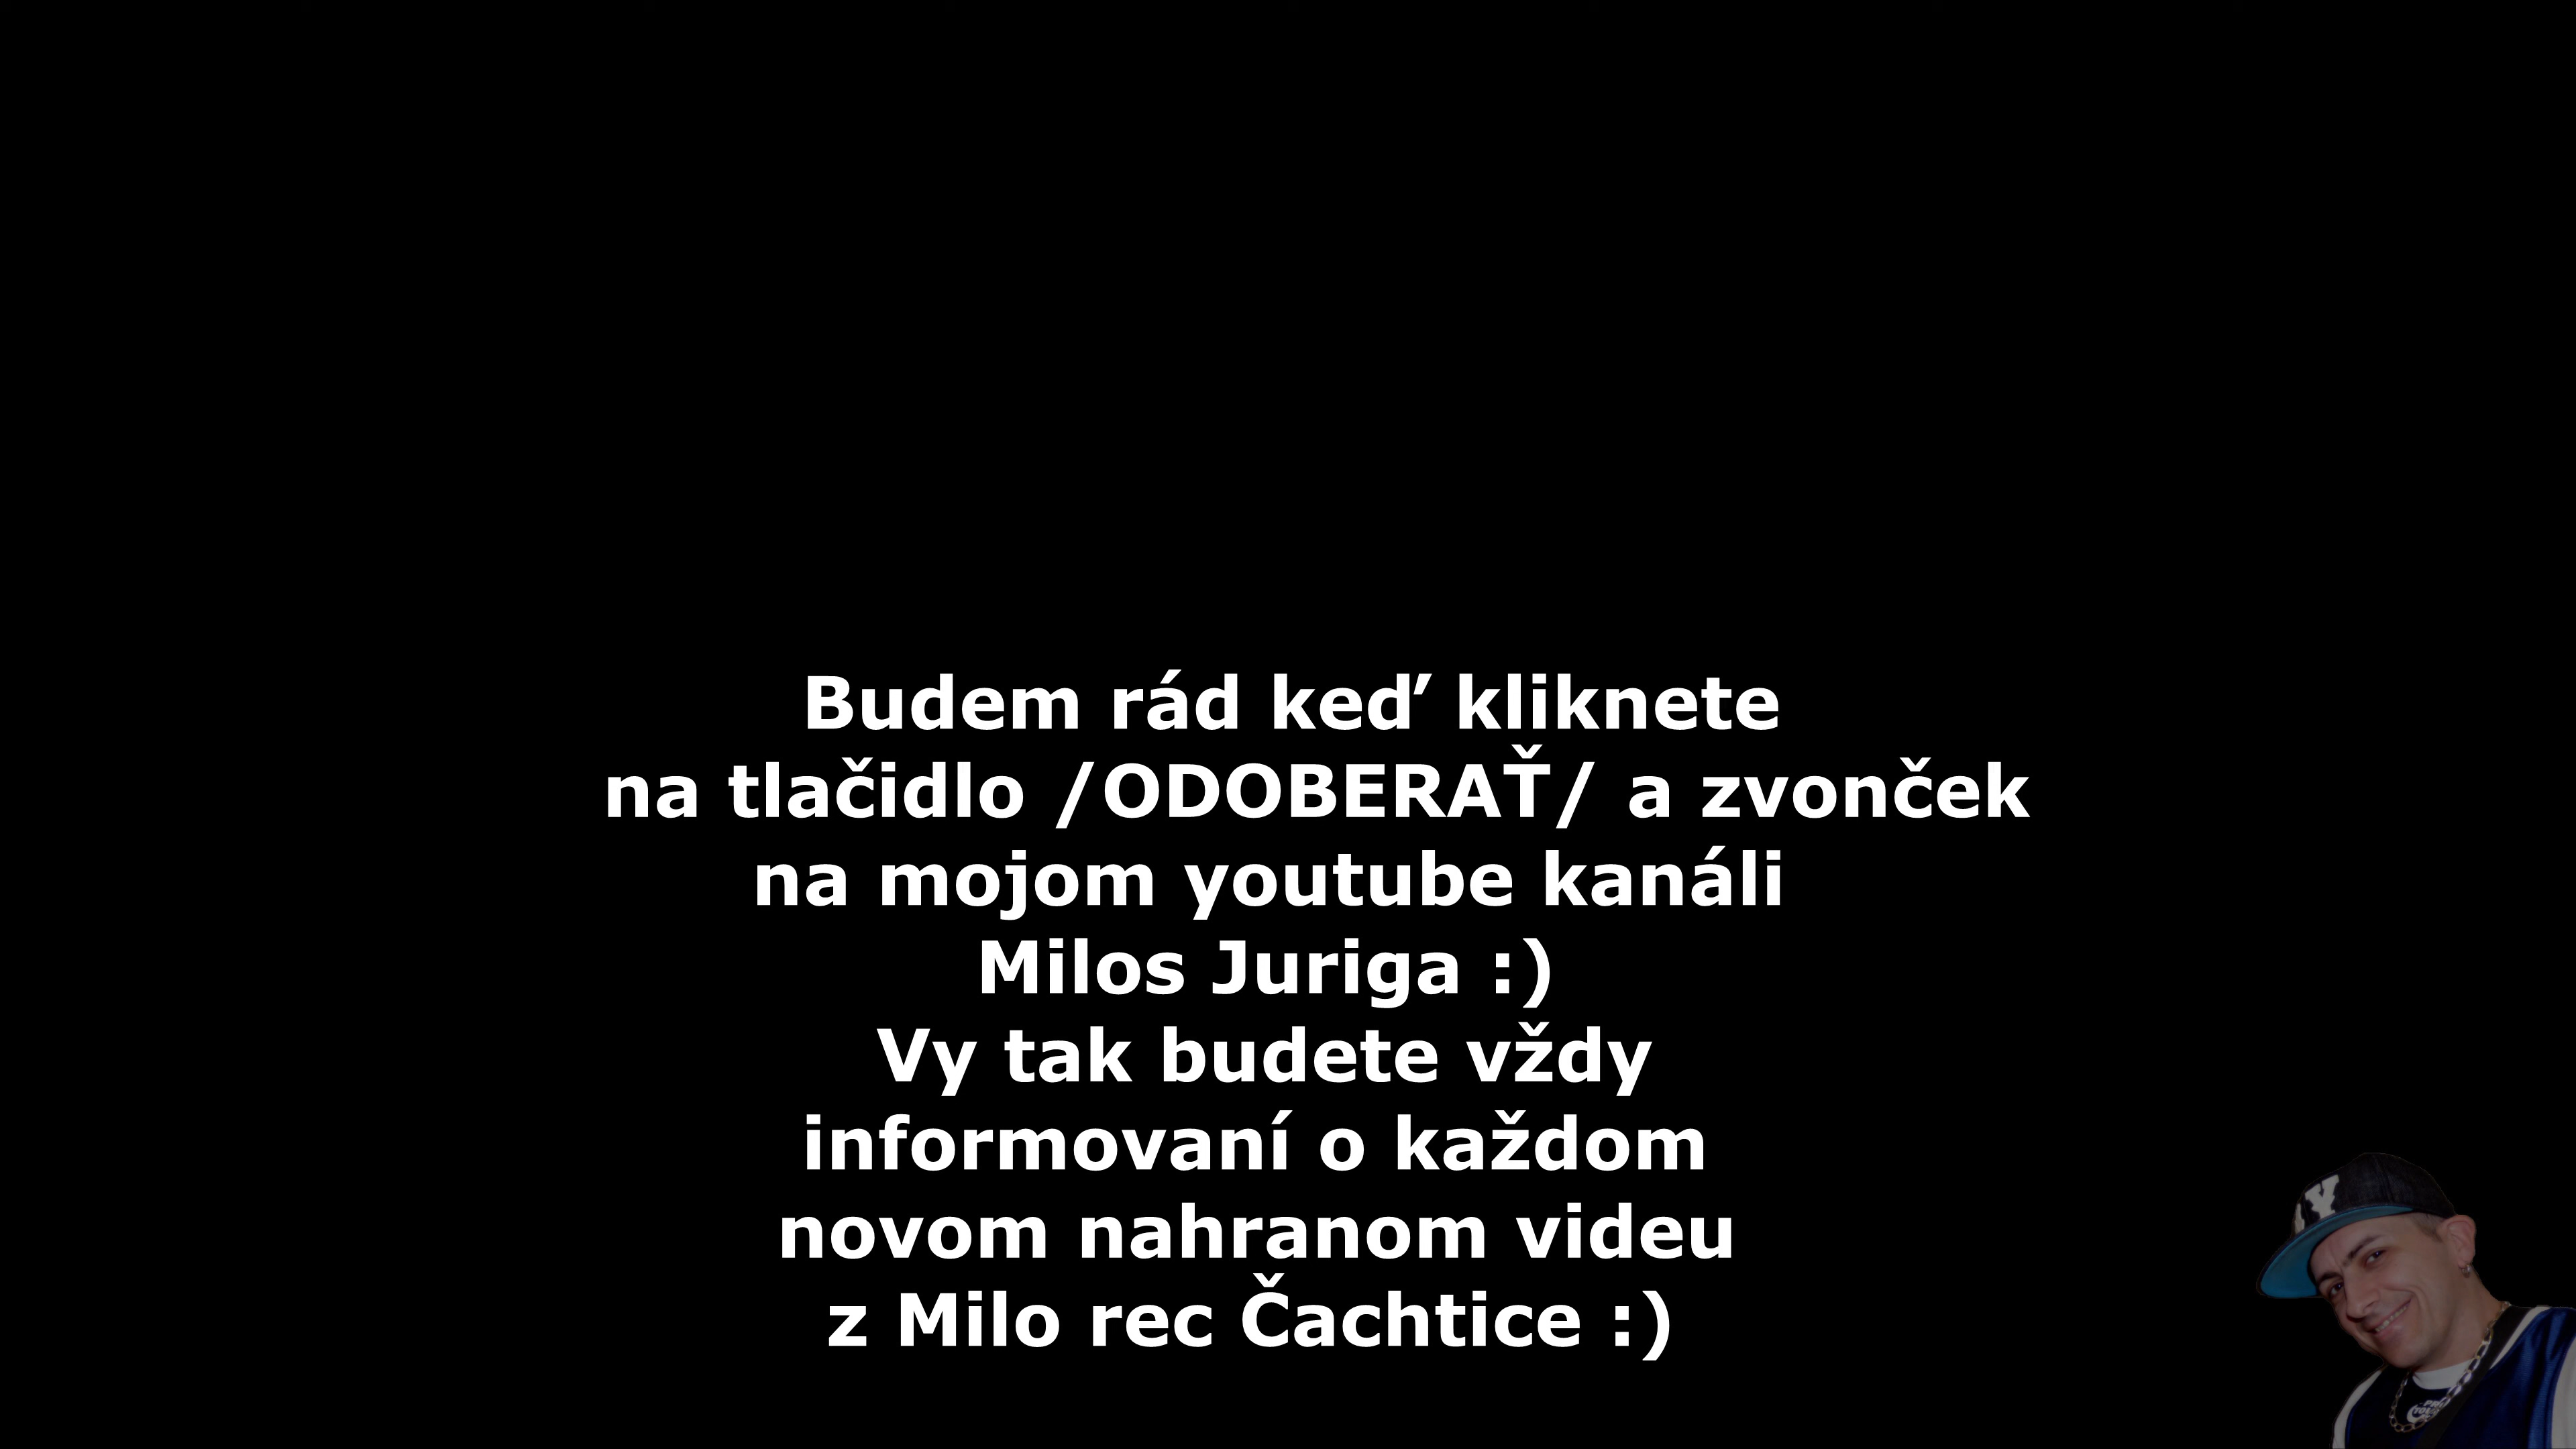 Budem rád keď kliknete
na tlačidlo /ODOBERAŤ/ a zvonček
na mojom youtube kanáli
Milos Juriga :)
Vy tak budete vždy
informovaní o každom
novom nahranom videu
z Milo rec Čachtice :)